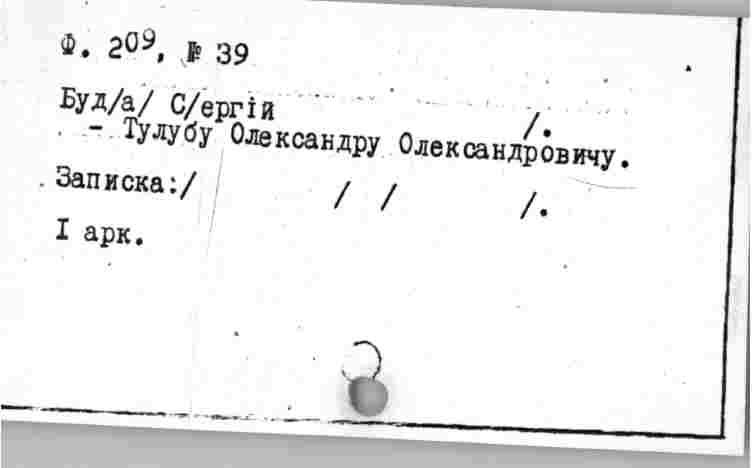 Ф. 209, № 39
Буд/а/ С/ергій /.
- Тулубу Олександру Олександровичу.
Записка:/ / / /.
I арк.